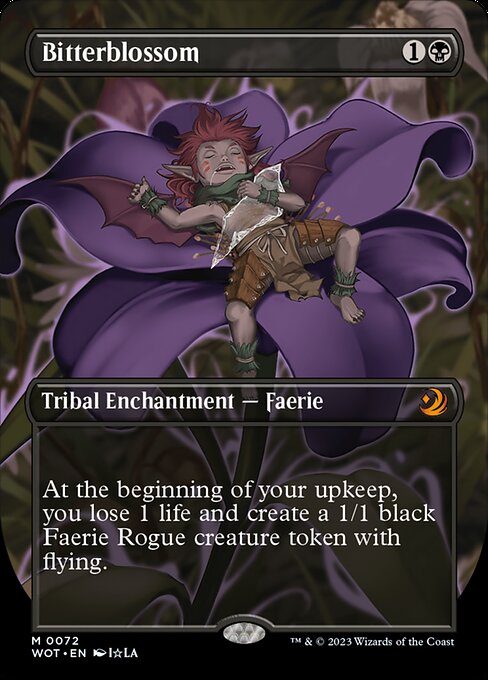 Bitterblossom 1
Tribal Enchantment — Faerie
At the beginning of your upkeep,
you lose 1 life and create a 1/1 black
Faerie Rogue creature token with
flying.
M 0072
WOT • EN I☆LA
™ & © 2023 Wizards of the Coast